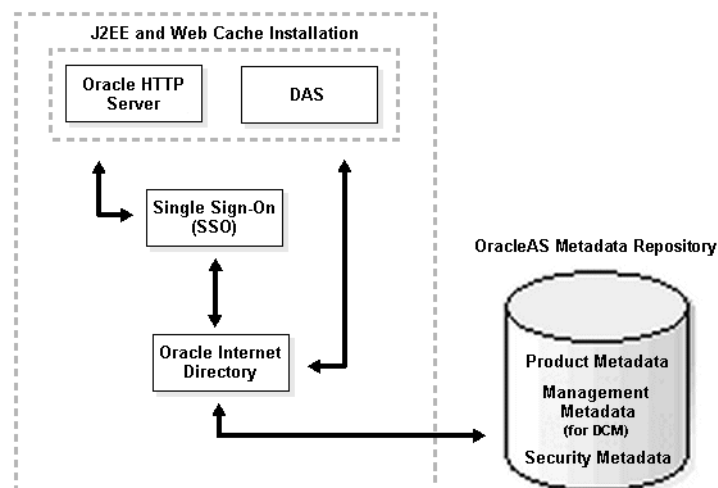 J2EE and Web Cache Installation
Oracle HTTP
Server
DAS
Single Sign-On
(SSO)
OracleAS Metadata Repository
Oracle Internet
Directory
Product Metadata
Management
Metadata
(for DCM)
Security Metadata